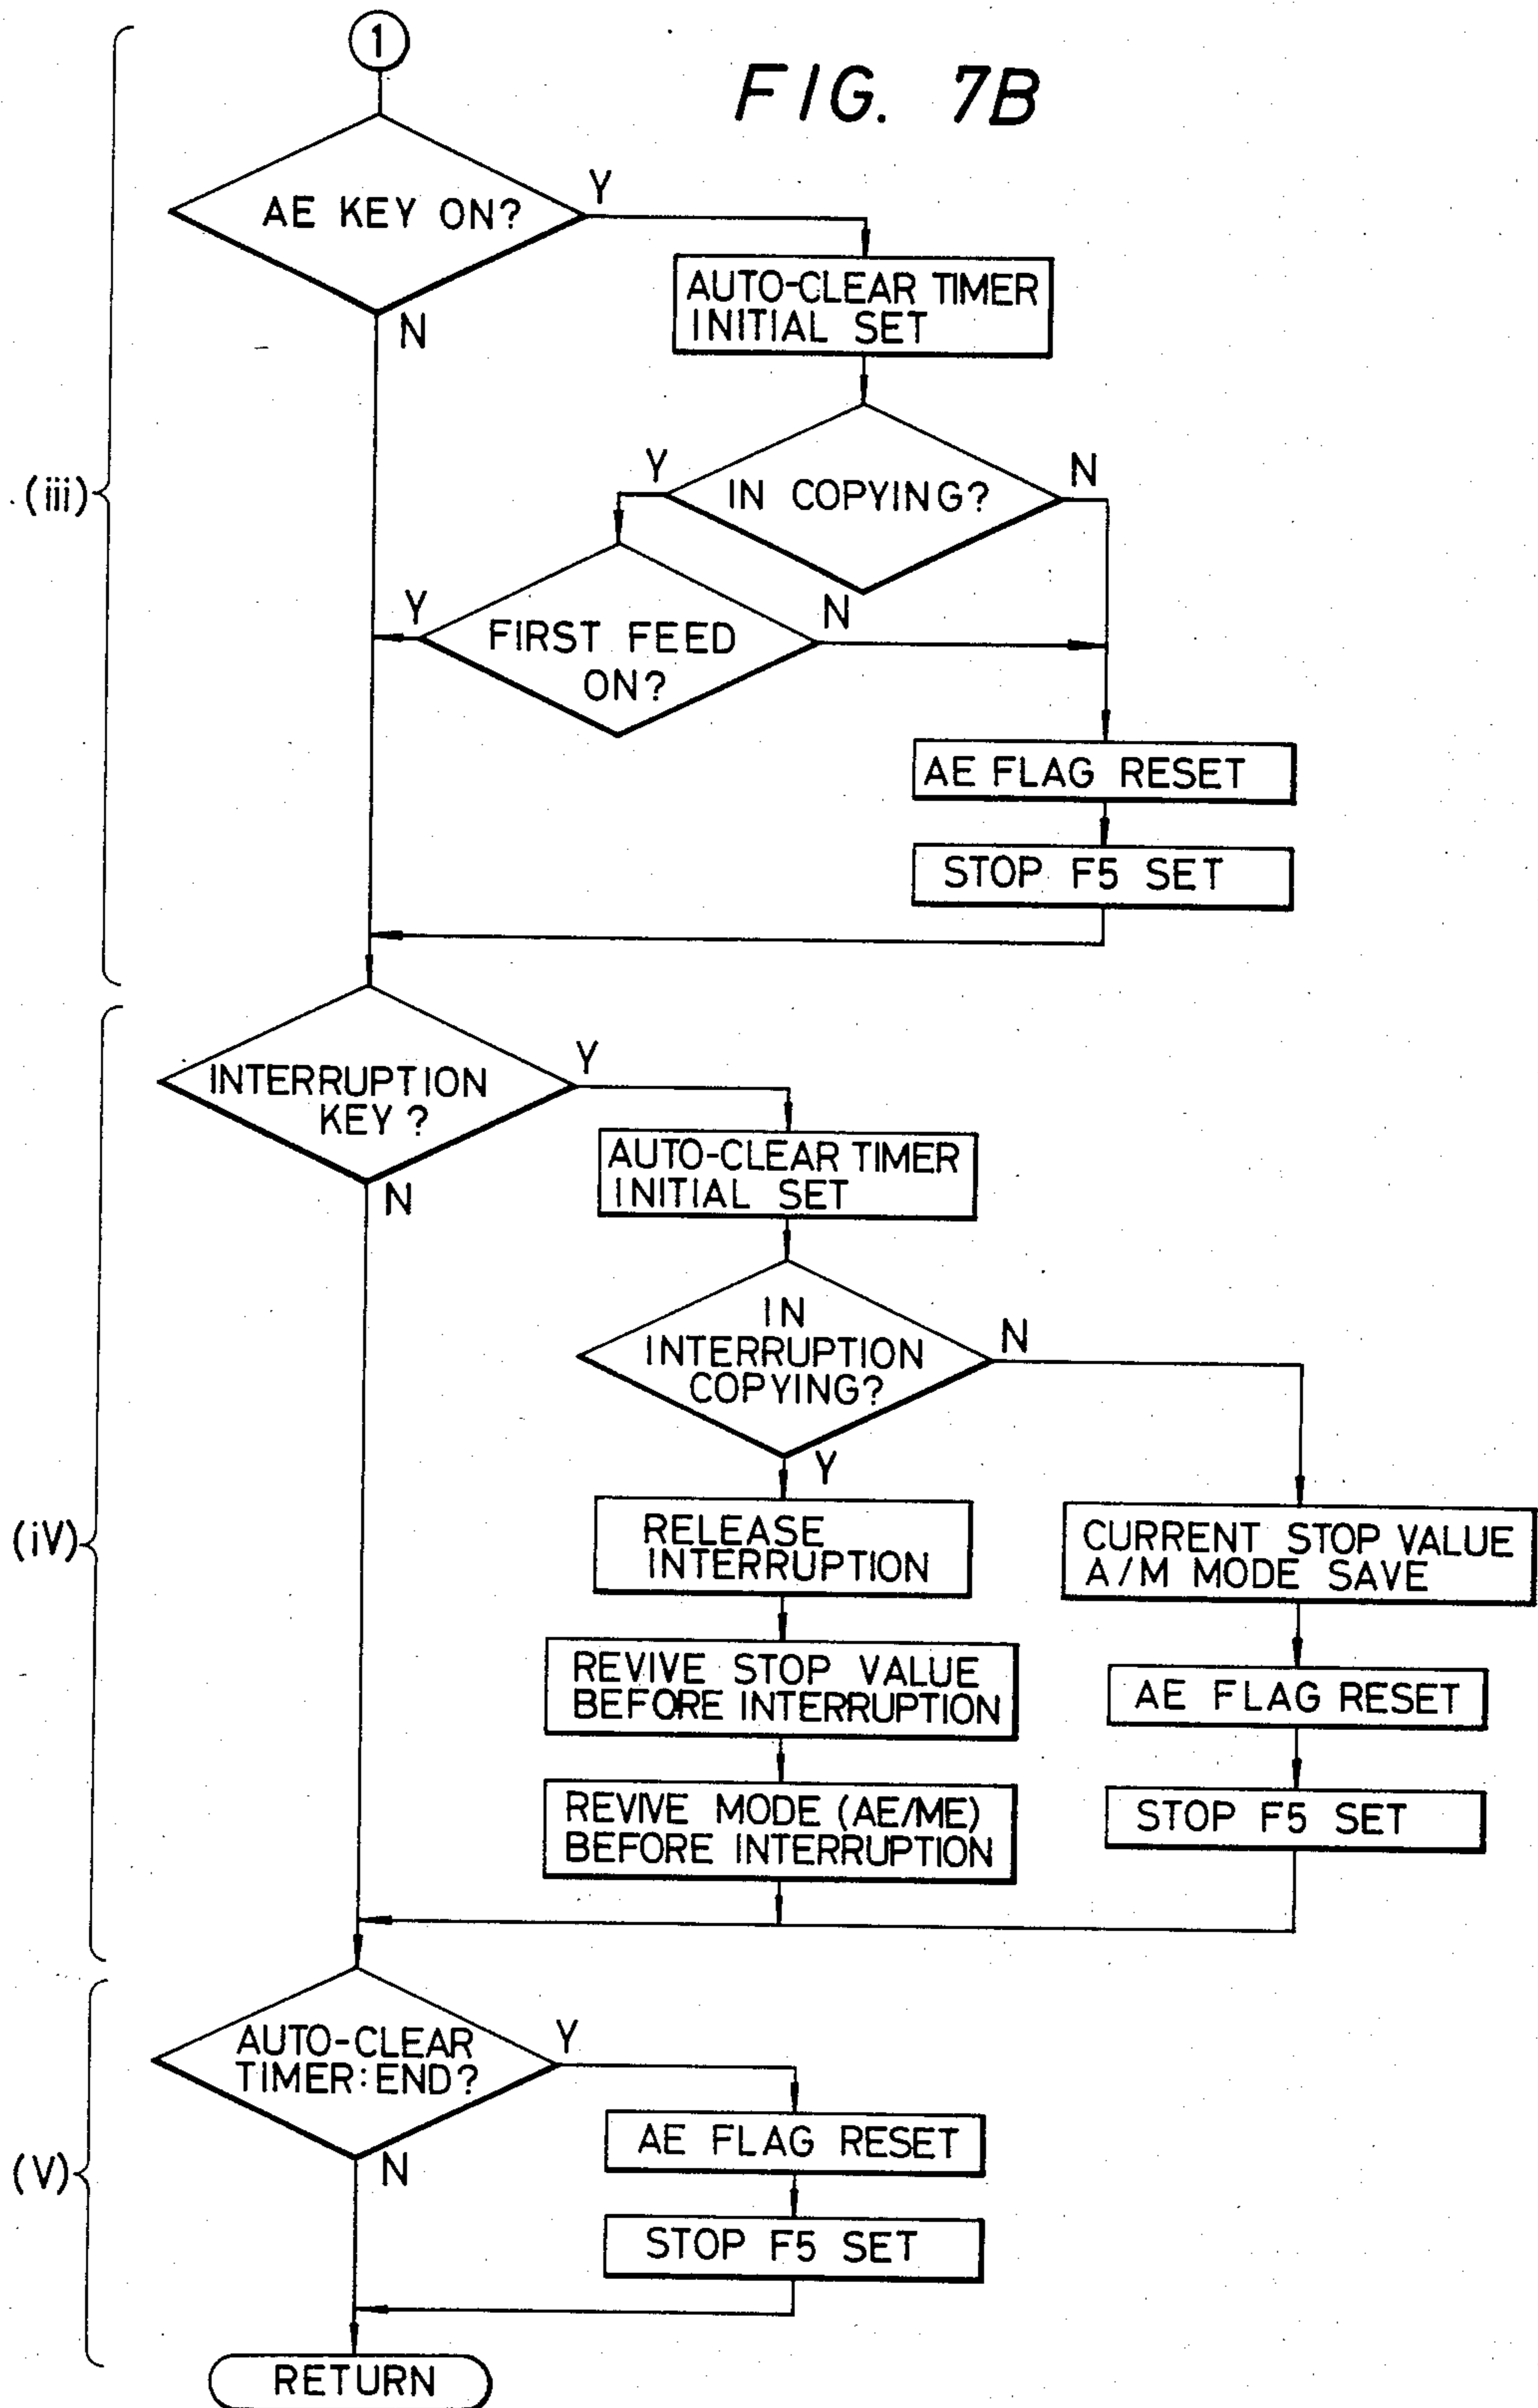 1
FIG. 7B
AE KEY ON?
Y
N
AUTO-CLEAR TIMER
INITIAL SET
(iii)
IN COPYING?
Y
N
FIRST FEED
ON?
Y
N
AE FLAG RESET
STOP F5 SET
INTERRUPTION
KEY?
Y
N
AUTO-CLEAR TIMER
INITIAL SET
IN
INTERRUPTION
COPYING?
N
Y
(iV)
RELEASE
INTERRUPTION
CURRENT STOP VALUE
A/M MODE SAVE
REVIVE STOP VALUE
BEFORE INTERRUPTION
AE FLAG RESET
REVIVE MODE (AE/ME)
BEFORE INTERRUPTION
STOP F5 SET
AUTO-CLEAR
TIMER:END?
Y
N
(V)
AE FLAG RESET
STOP F5 SET
RETURN